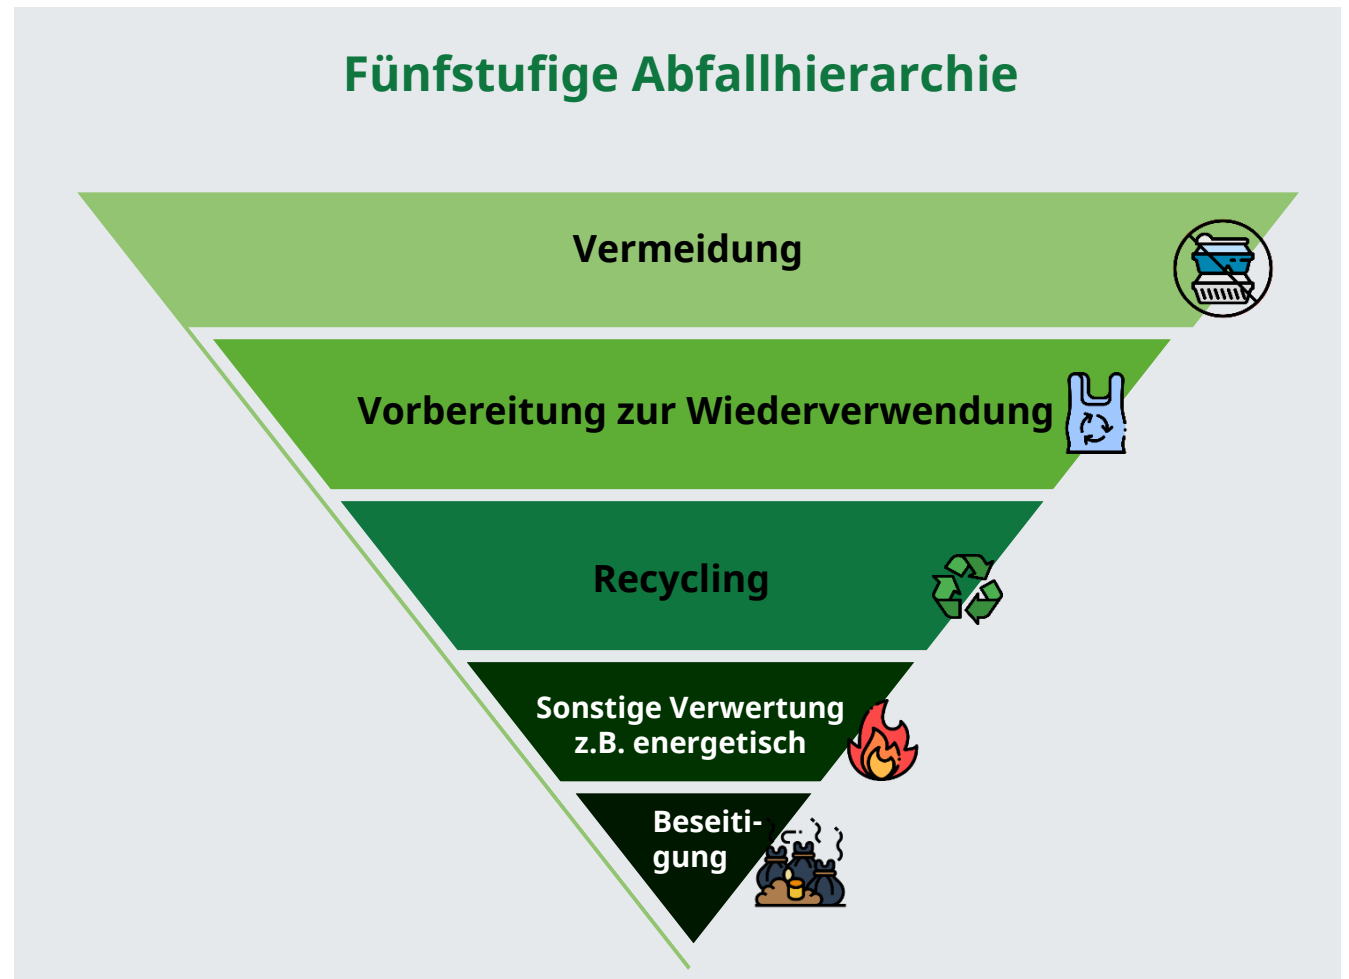 Fünfstufige Abfallhierarchie
Vermeidung
Vorbereitung zur Wiederverwendung
Recycling
Sonstige Verwertung
z.B. energetisch
Beseiti-
gung